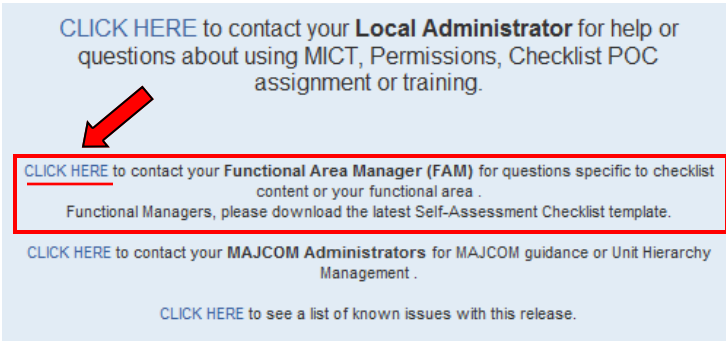 CLICK HERE to contact your Local Administrator for help or
questions about using MICT, Permissions, Checklist POC
assignment or training.
CLICK HERE to contact your Functional Area Manager (FAM) for questions specific to checklist
content or your functional area .
Functional Managers, please download the latest Self-Assessment Checklist template.
CLICK HERE to contact your MAJCOM Administrators for MAJCOM guidance or Unit Hierarchy
Management .
CLICK HERE to see a list of known issues with this release.